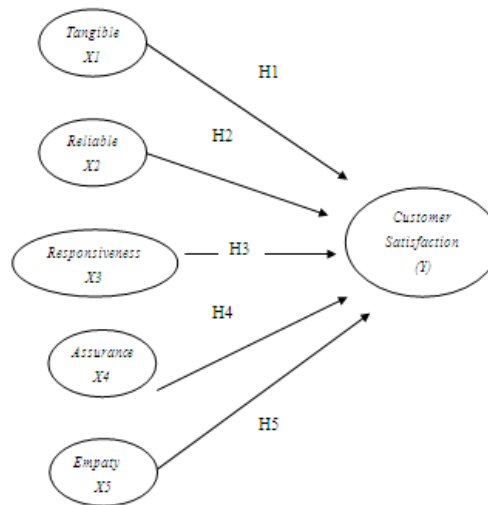 Tangible
X1
H1
H2
Reliable
X2
Customer
Satisfaction
(Y)
Responsiveness
X3
H3
H4
Assurance
X4
H5
Empaty
X5